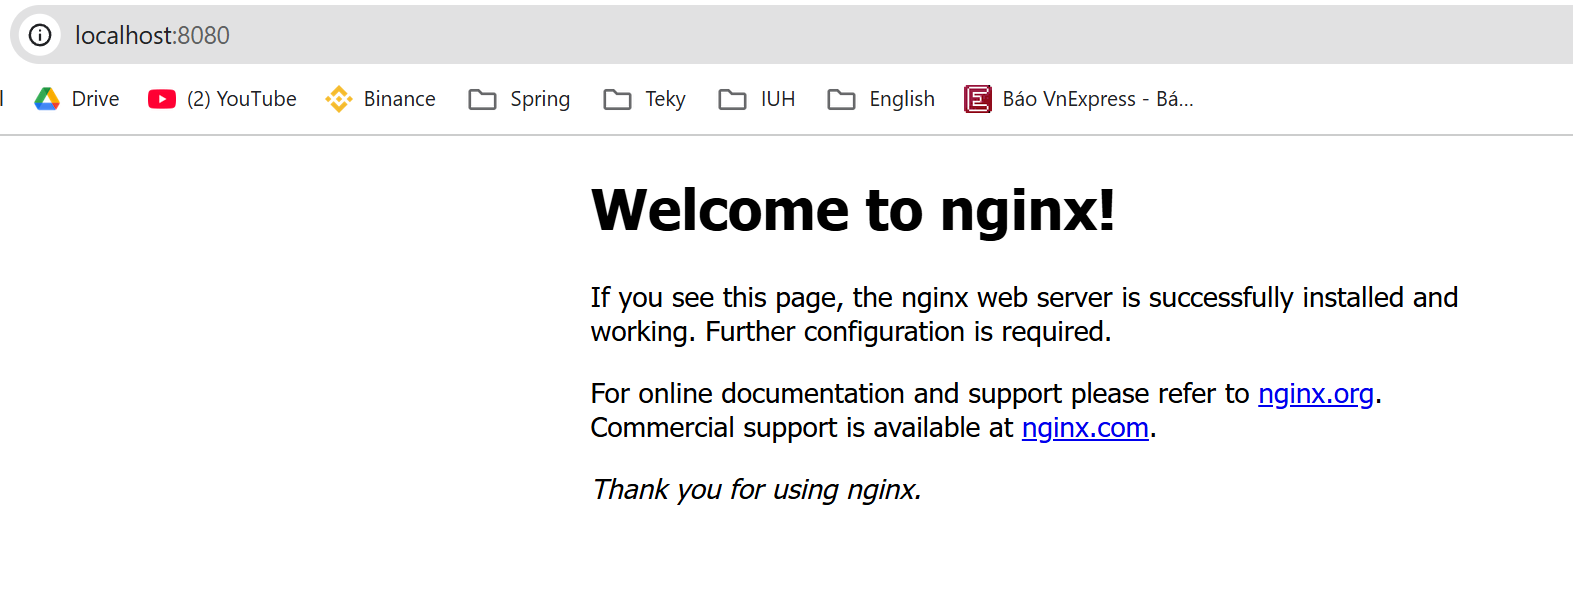 localhost:8080
Drive (2) YouTube Binance Spring Teky IUH English Báo VnExpress - Bá...
Welcome to nginx!
If you see this page, the nginx web server is successfully installed and
working. Further configuration is required.
For online documentation and support please refer to nginx.org.
Commercial support is available at nginx.com.
Thank you for using nginx.